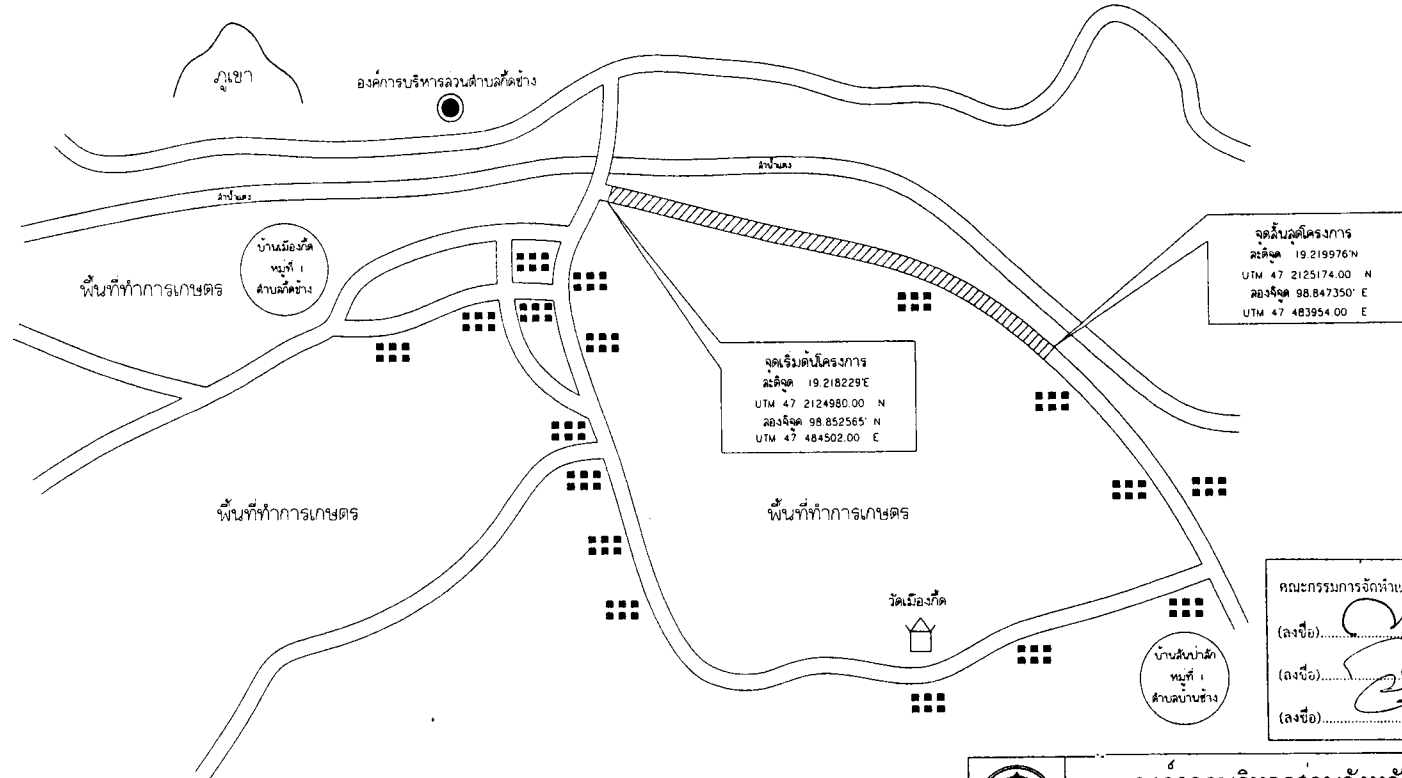 ภูเขา
องค์การบริหารส่วนตำบลกื้ดช้าง
ลำน้ำแตง
ลำน้ำแตง
บ้านเมืองกื้ด
หมู่ที่ 1
ตำบลกื้ดช้าง
พื้นที่ทำการเกษตร
จุดสิ้นสุดโครงการ
ละติจูด 19.219976'N
UTM 47 2125174.00 N
ลองจิจูด 98.847350' E
UTM 47 483954.00 E
จุดเริ่มต้นโครงการ
ละติจูด 19.218229'E
UTM 47 2124980.00 N
ลองจิจูด 98.852565' N
UTM 47 484502.00 E
พื้นที่ทำการเกษตร
พื้นที่ทำการเกษตร
วัดเมืองกื้ด
บ้านสันป่าสัก
หมู่ที่ 1
ตำบลบ้านช้าง
คณะกรรมการจัดทำ
(ลงชื่อ)
(ลงชื่อ)
(ลงชื่อ)